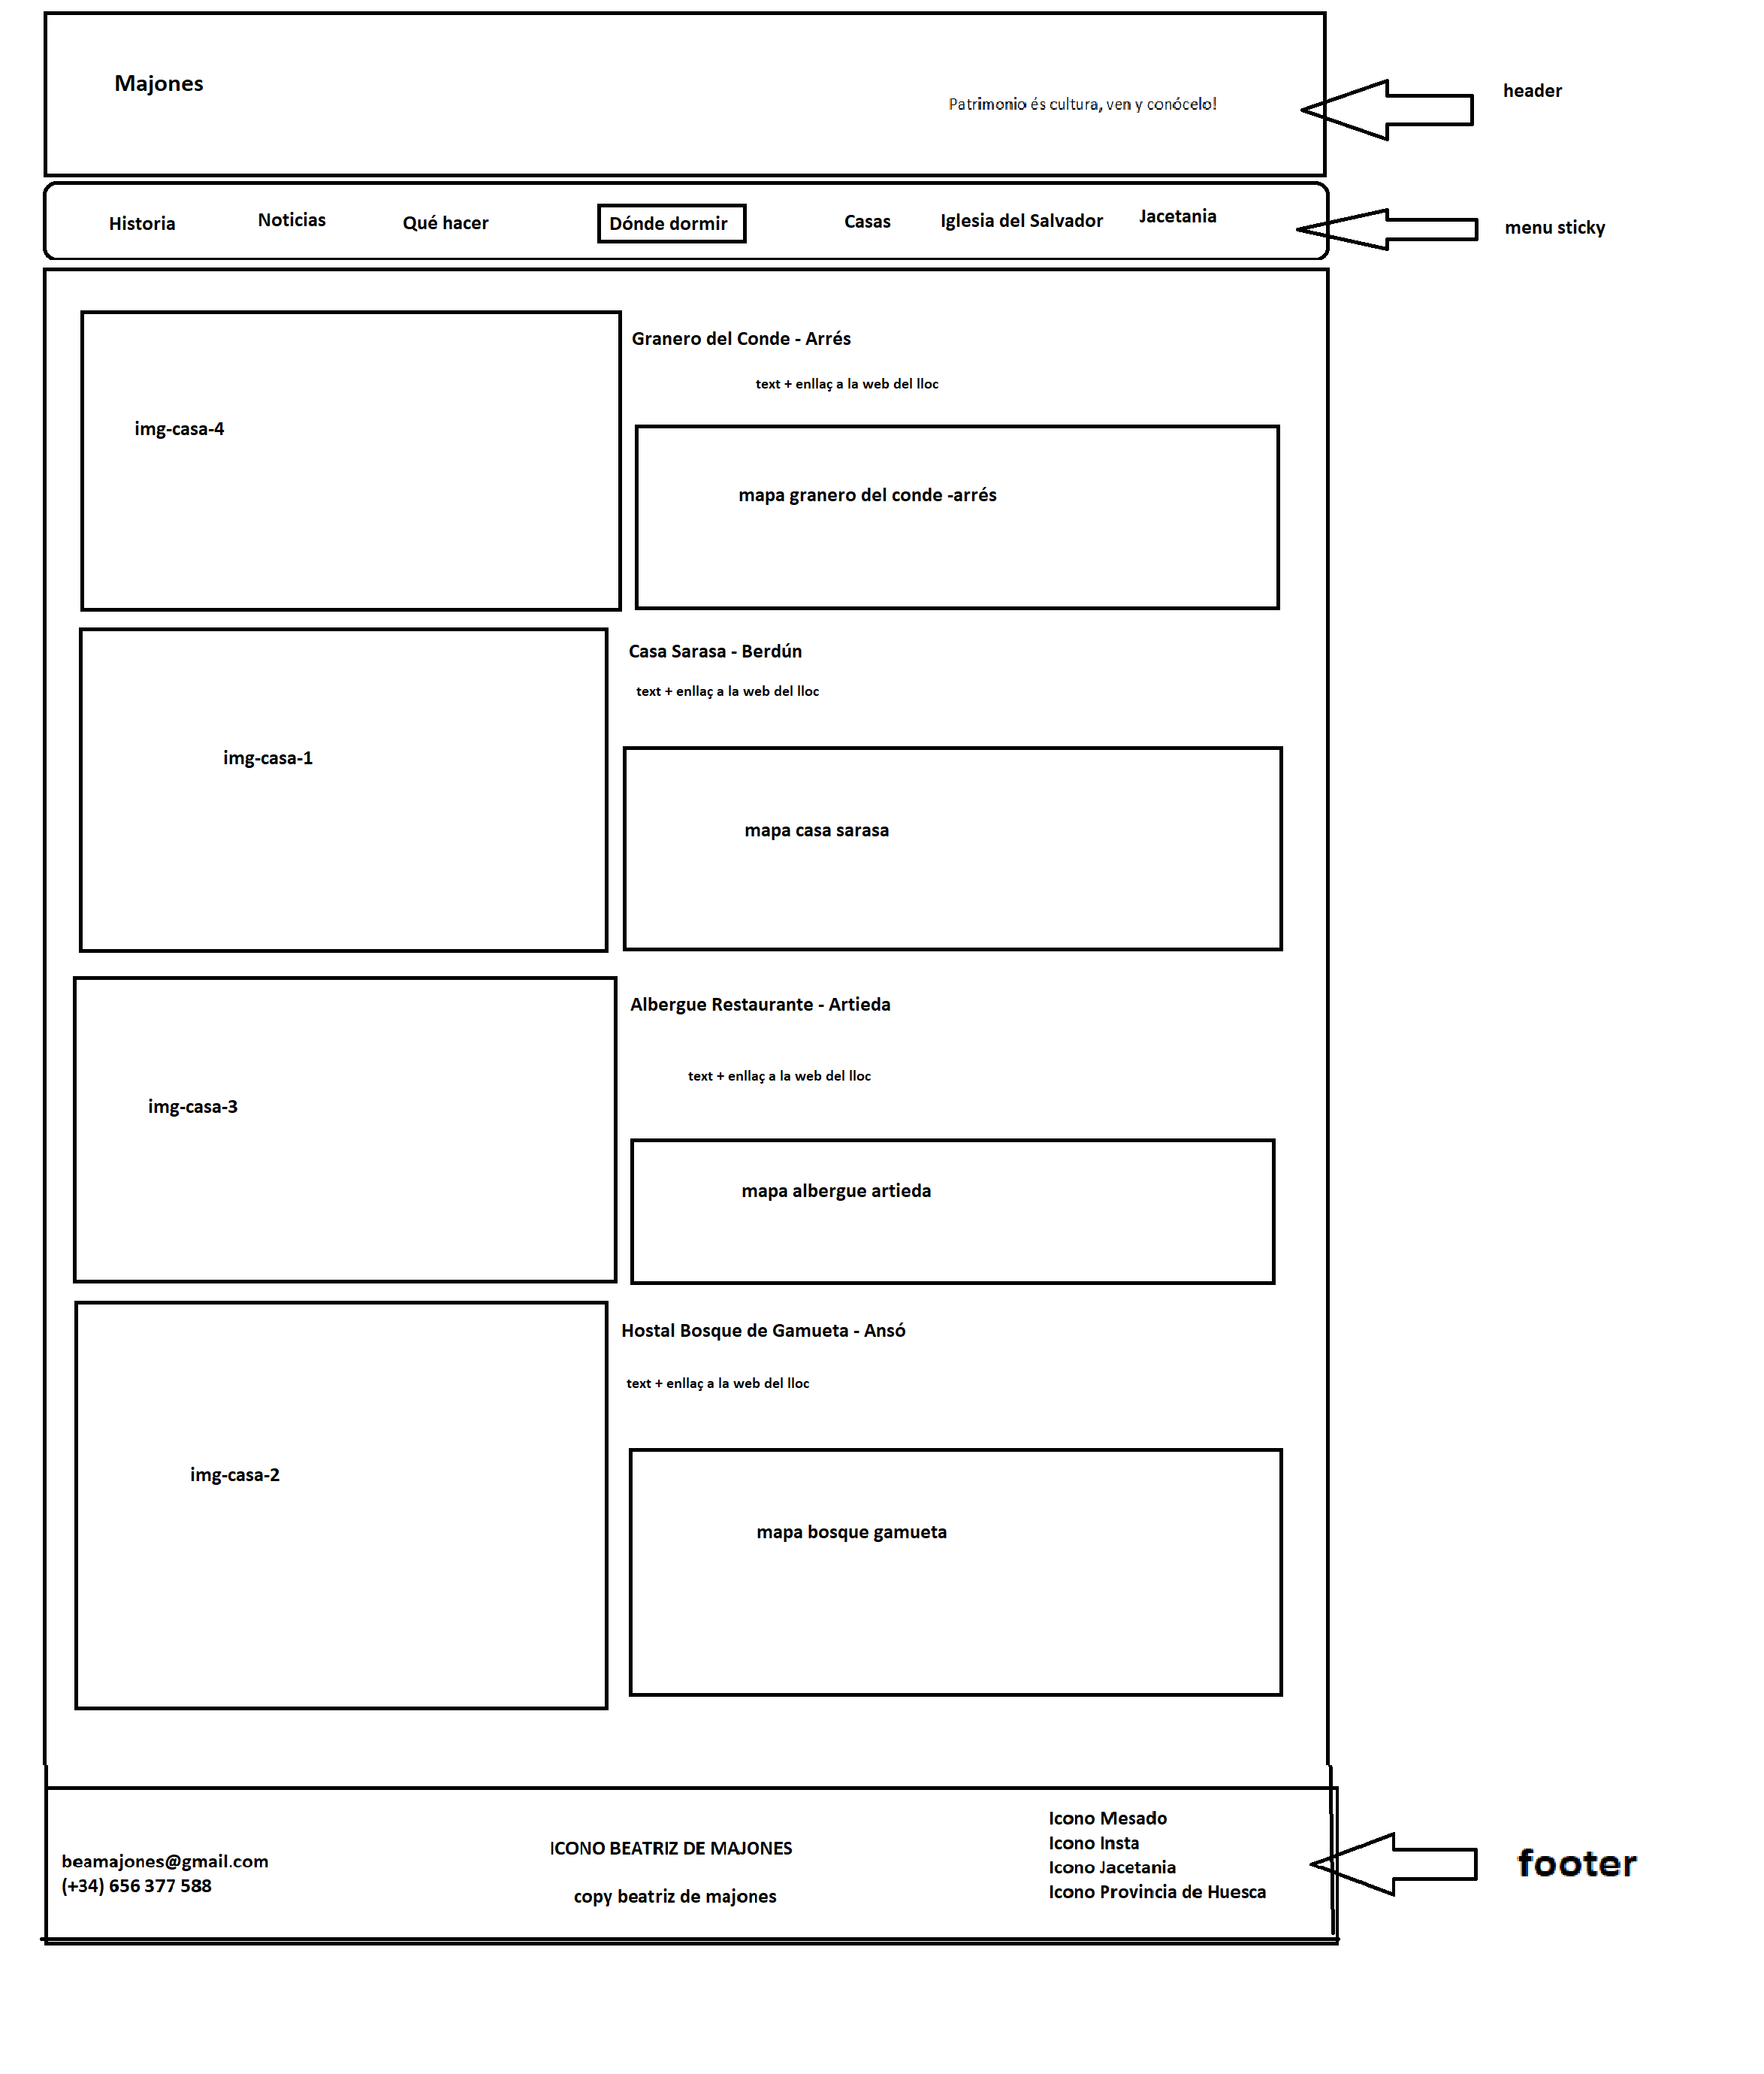 Majones
Patrimonio és cultura, ven y conócelo!
header
Historia Noticias Qué hacer Dónde dormir Casas Iglesia del Salvador Jacetania
menu sticky
Granero del Conde - Arrés
text + enllaç a la web del lloc
img-casa-4
mapa granero del conde -arrés
Casa Sarasa - Berdún
text + enllaç a la web del lloc
img-casa-1
mapa casa sarasa
Albergue Restaurante - Artieda
text + enllaç a la web del lloc
img-casa-3
mapa albergue artieda
Hostal Bosque de Gamueta - Ansó
text + enllaç a la web del lloc
img-casa-2
mapa bosque gamueta
beamajones@gmail.com
(+34) 656 377 588
ICONO BEATRIZ DE MAJONES
copy beatriz de majones
Icono Mesado
Icono Insta
Icono Jacetania
Icono Provincia de Huesca
footer